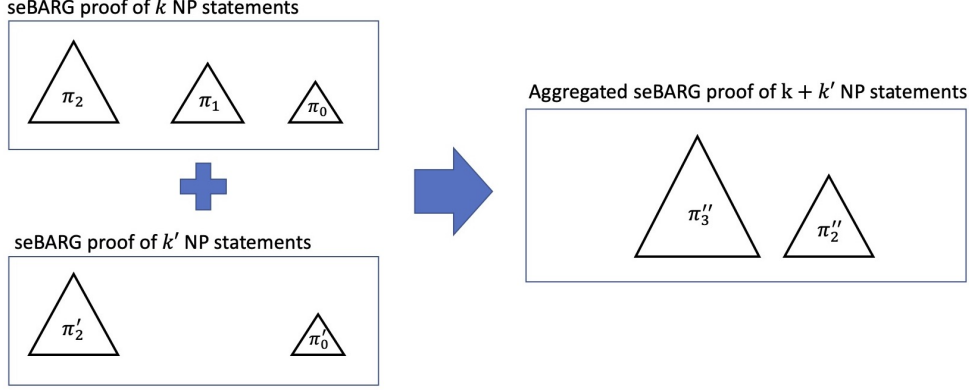 seBARG proof of k NP statements
π₂ π₁ π₀
seBARG proof of k′ NP statements
π′₂ π′₀
Aggregated seBARG proof of k + k′ NP statements
π″₃ π″₂